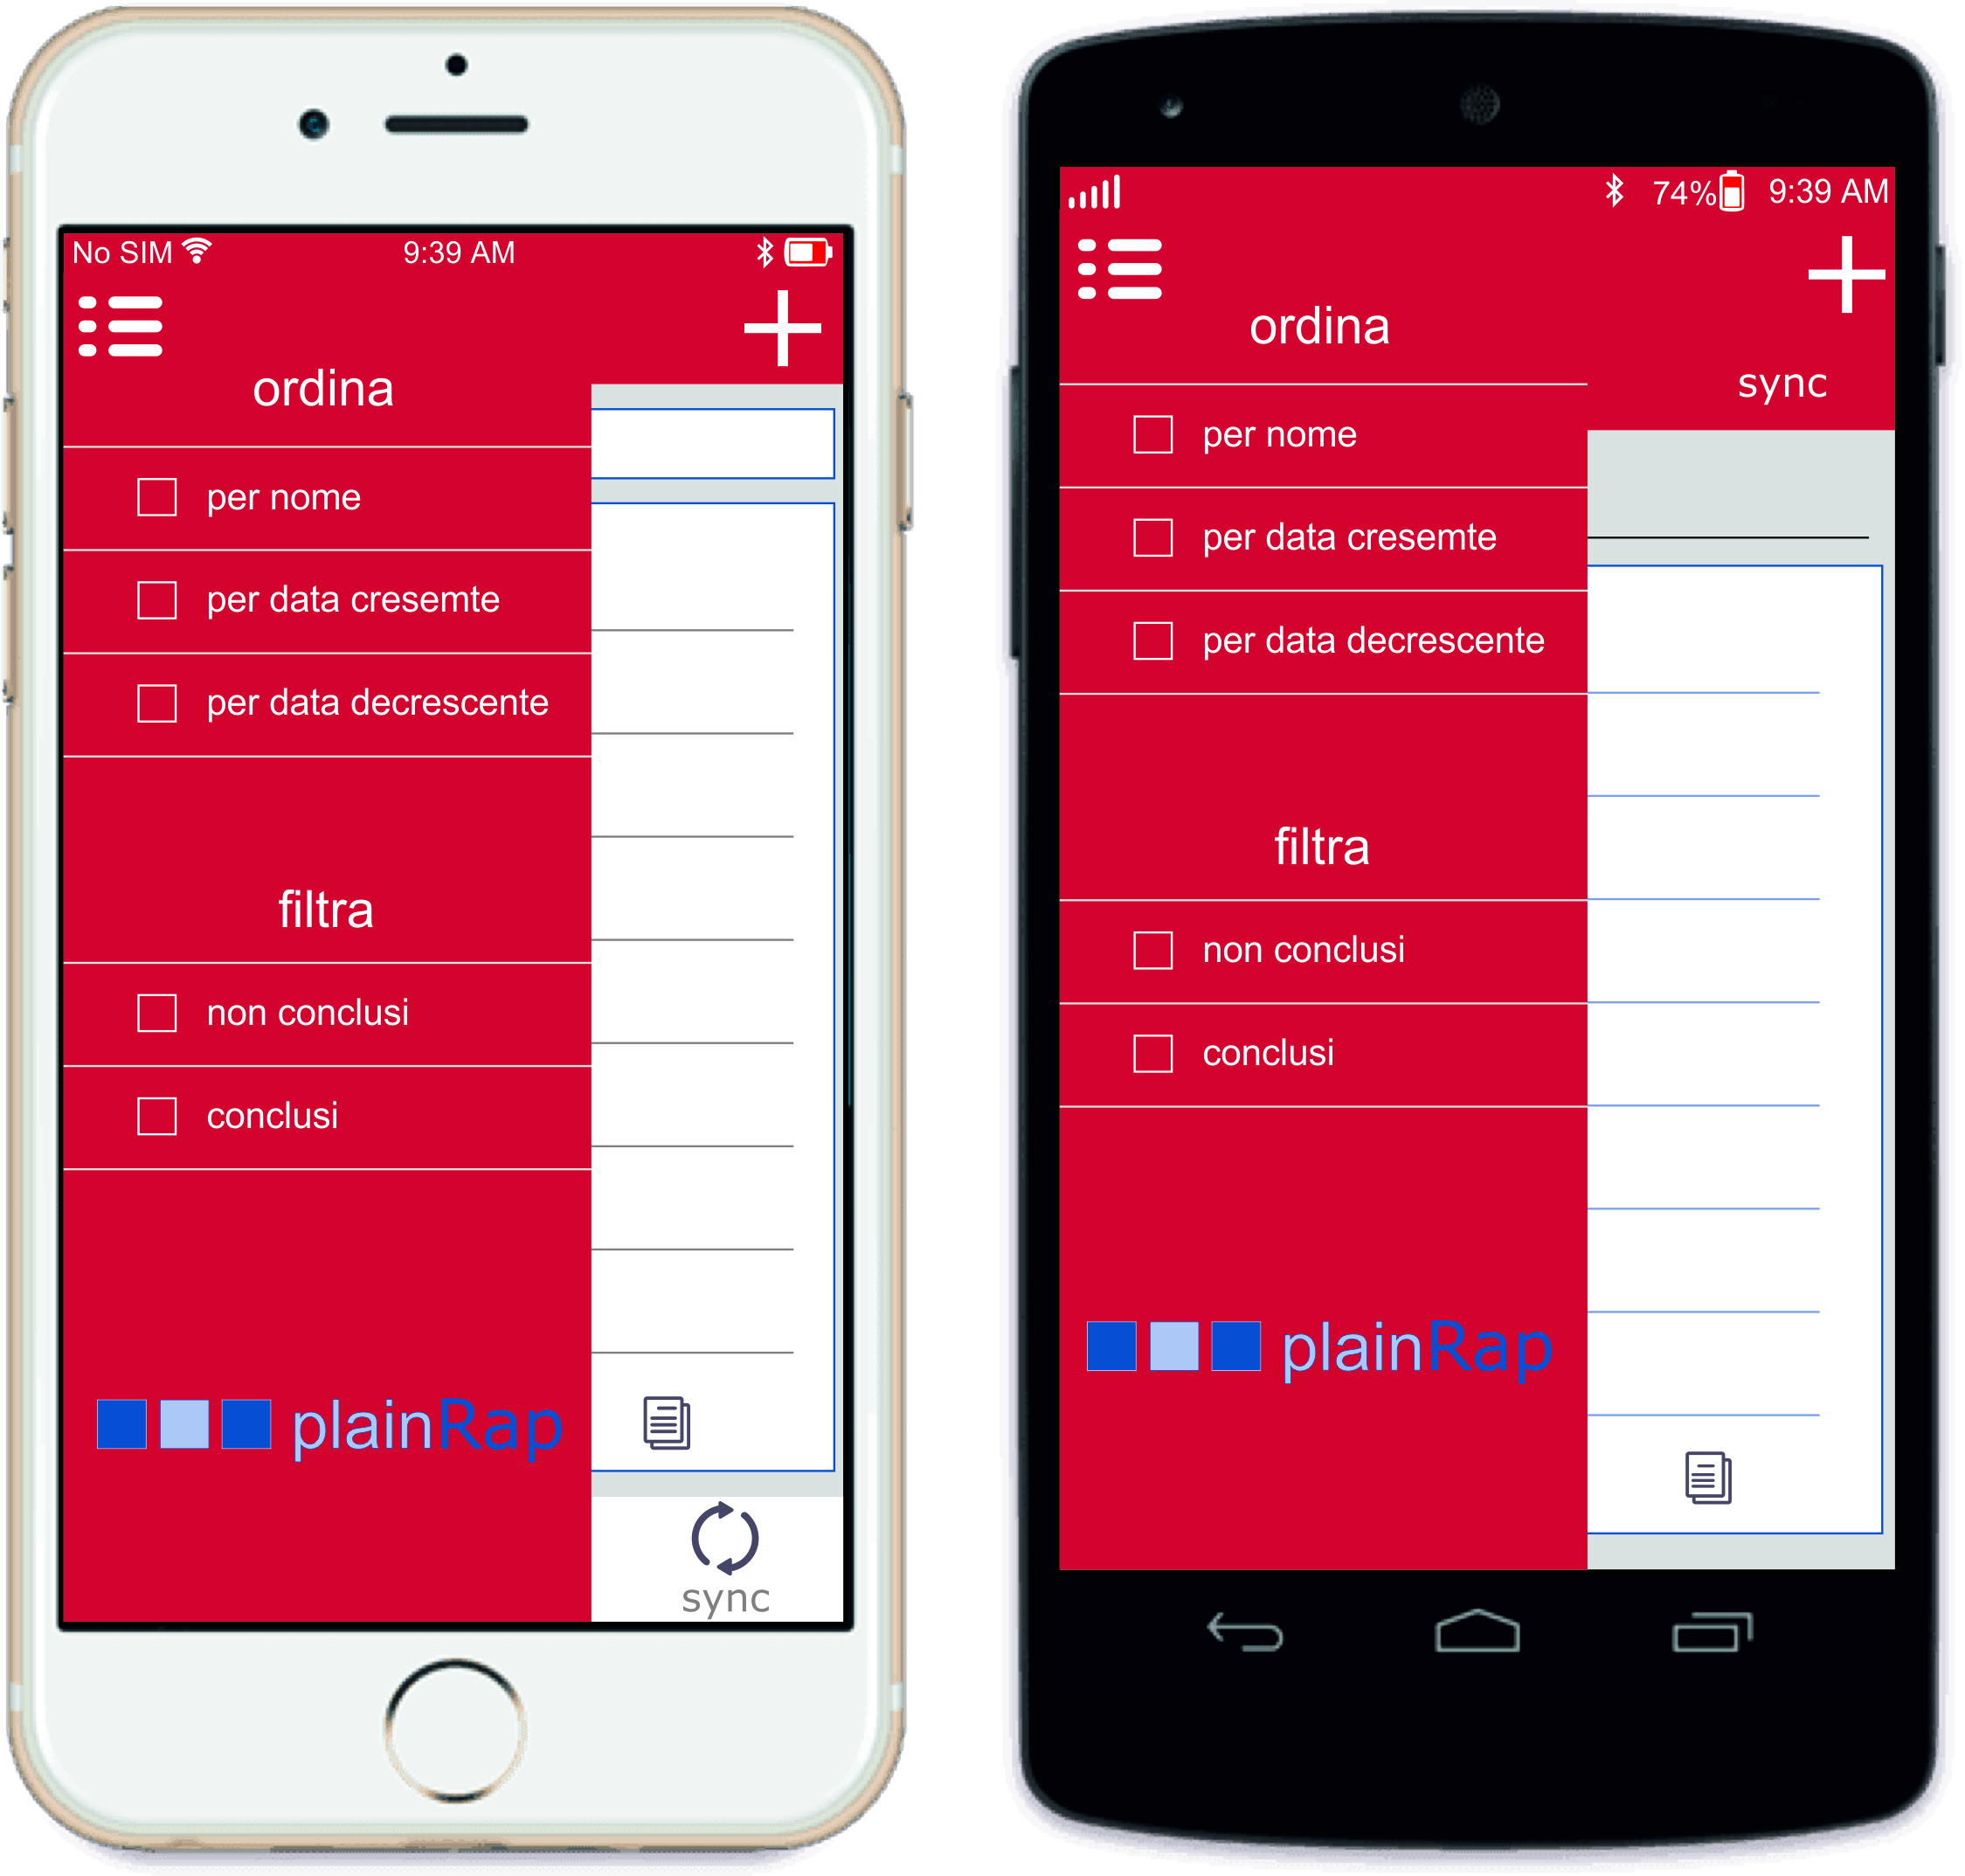 No SIM 9:39 AM
ordina
per nome
per data cresemte
per data decrescente
filtra
non conclusi
conclusi
plainRap
sync
74% 9:39 AM
ordina
sync
per nome
per data cresemte
per data decrescente
filtra
non conclusi
conclusi
plainRap